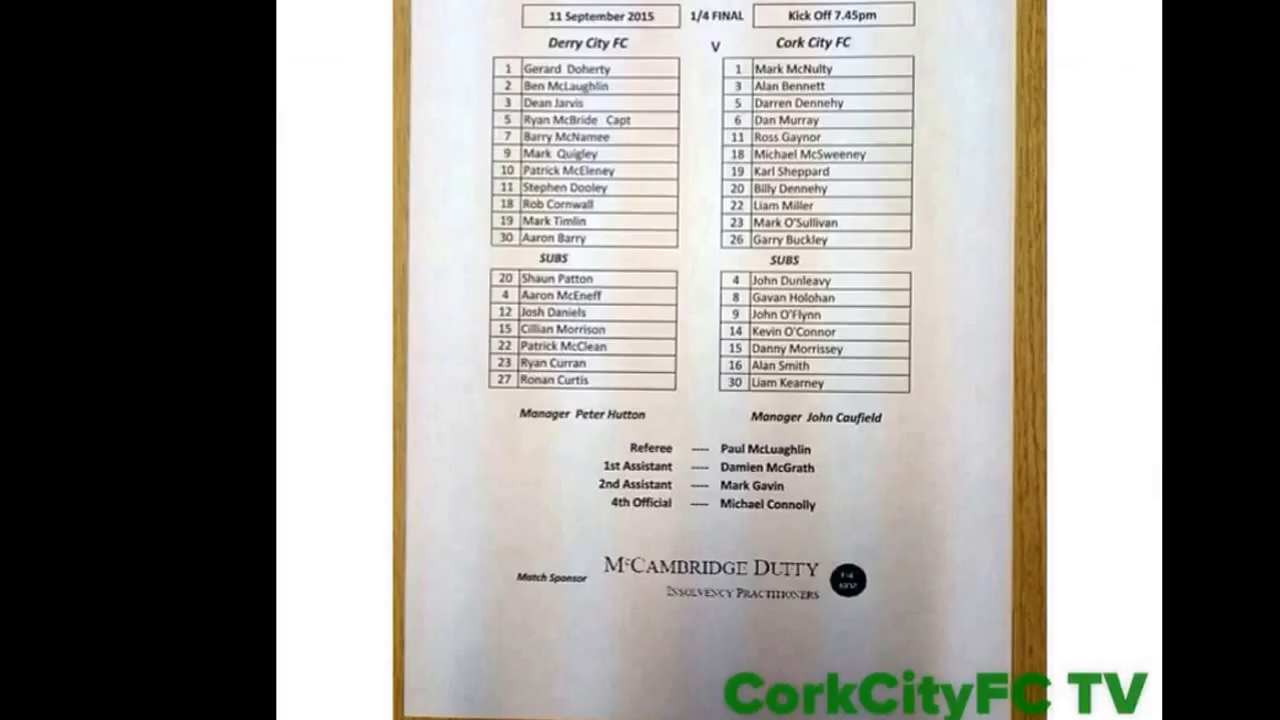 11 September 2015 1/4 FINAL Kick Off 7.45pm
Derry City FC V Cork City FC
1 Gerard Doherty 1 Mark McNulty
2 Ben McLaughlin 3 Alan Bennett
3 Dean Jarvis 5 Darren Dennehy
5 Ryan McBride Capt 6 Dan Murray
7 Barry McNamee 11 Ross Gaynor
9 Mark Quigley 18 Michael McSweeney
10 Patrick McEleney 19 Karl Sheppard
11 Stephen Dooley 20 Billy Dennehy
18 Rob Cornwall 22 Liam Miller
19 Mark Timlin 23 Mark O'Sullivan
30 Aaron Barry 26 Garry Buckley
SUBS SUBS
20 Shaun Patton 4 John Dunleavy
4 Aaron McEneff 8 Gavan Holohan
12 Josh Daniels 9 John O'Flynn
15 Cillian Morrison 14 Kevin O'Connor
22 Patrick McClean 15 Danny Morrissey
23 Ryan Curran 16 Alan Smith
27 Ronan Curtis 30 Liam Kearney
Manager Peter Hutton Manager John Caufield
Referee ---- Paul McLuaghlin
1st Assistant ---- Damien McGrath
2nd Assistant ---- Mark Gavin
4th Official ---- Michael Connolly
Match Sponsor McCAMBRIDGE DUFFY
INSOLVENCY PRACTITIONERS
CorkCityFC TV